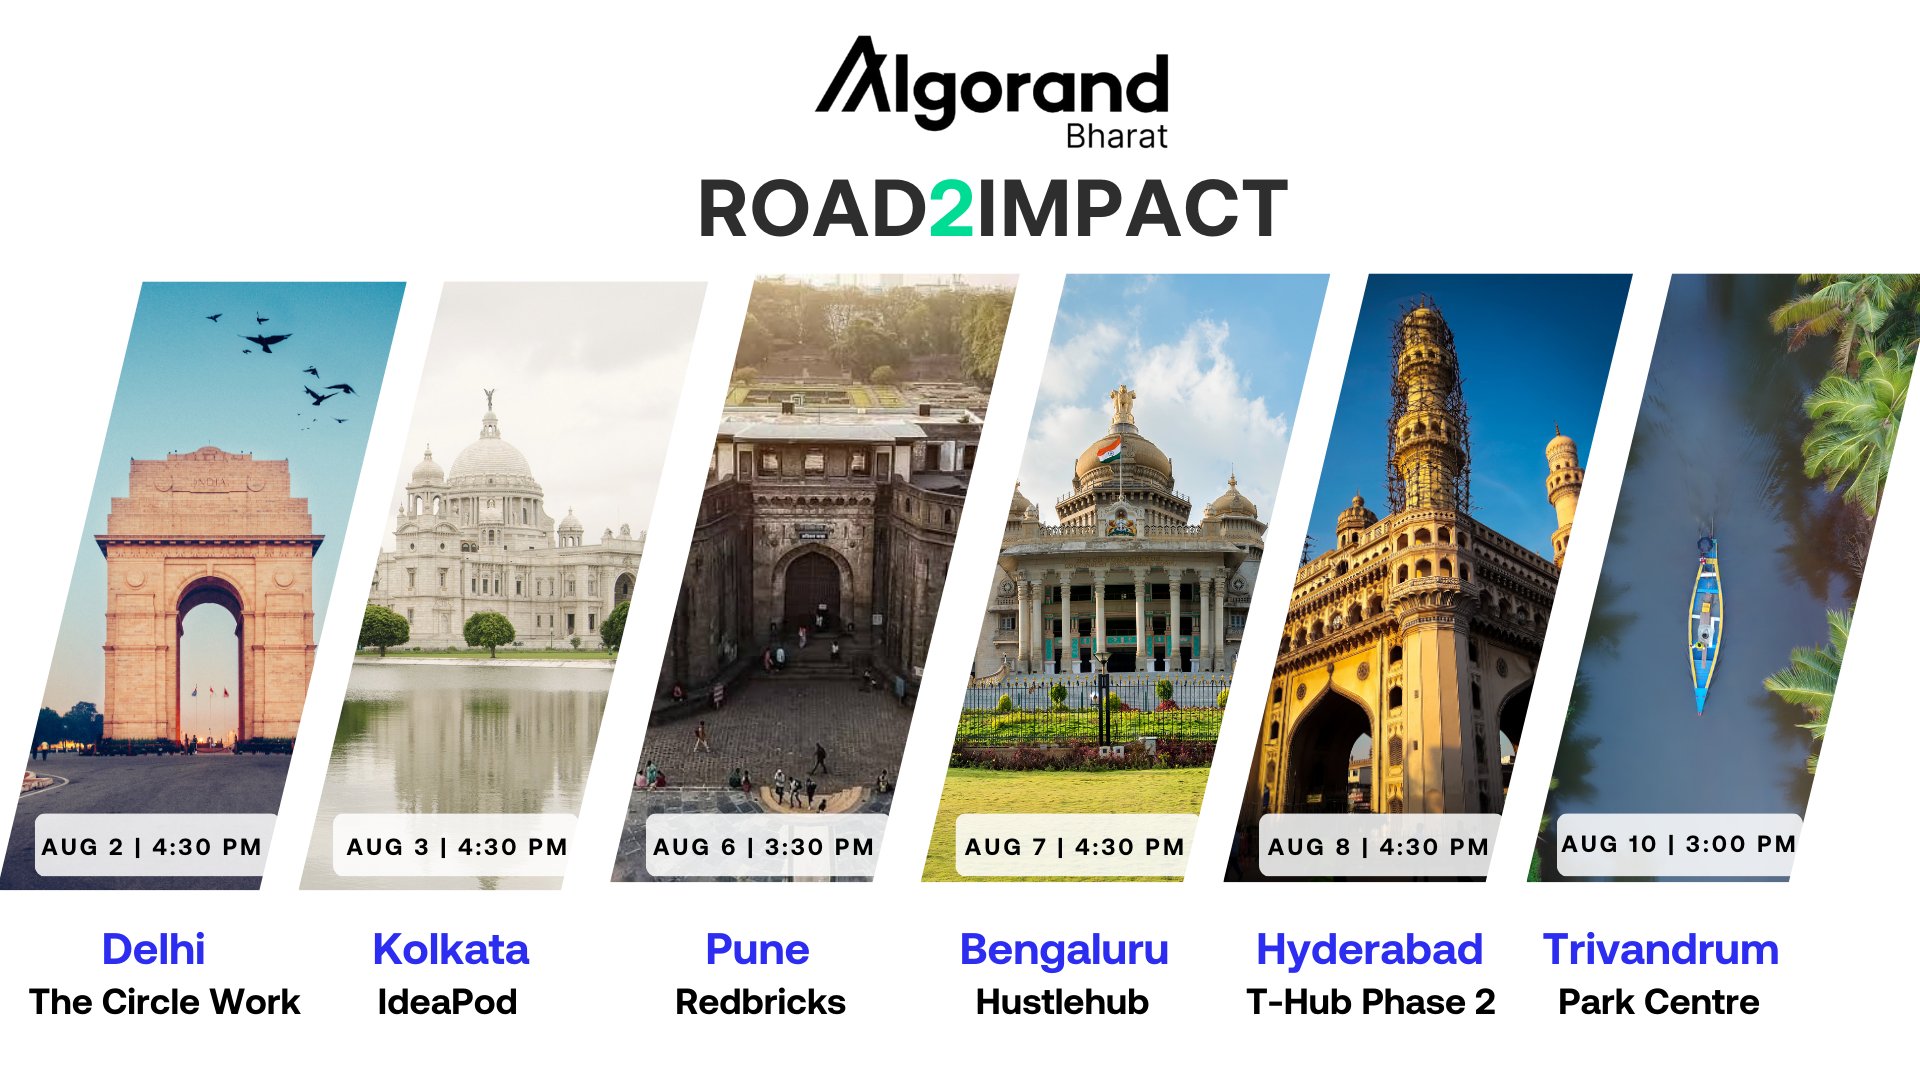 Algorand
Bharat
ROAD2IMPACT
INDIA
AUG 2 | 4:30 PM
AUG 3 | 4:30 PM
AUG 6 | 3:30 PM
AUG 7 | 4:30 PM
AUG 8 | 4:30 PM
AUG 10 | 3:00 PM
Delhi
The Circle Work
Kolkata
IdeaPod
Pune
Redbricks
Bengaluru
Hustlehub
Hyderabad
T-Hub Phase 2
Trivandrum
Park Centre